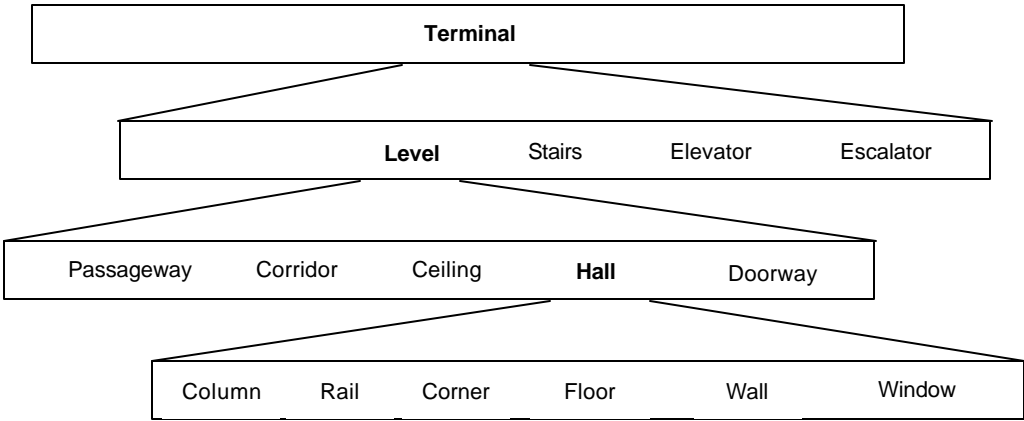 Terminal
Level Stairs Elevator Escalator
Passageway Corridor Ceiling Hall Doorway
Column Rail Corner Floor Wall Window